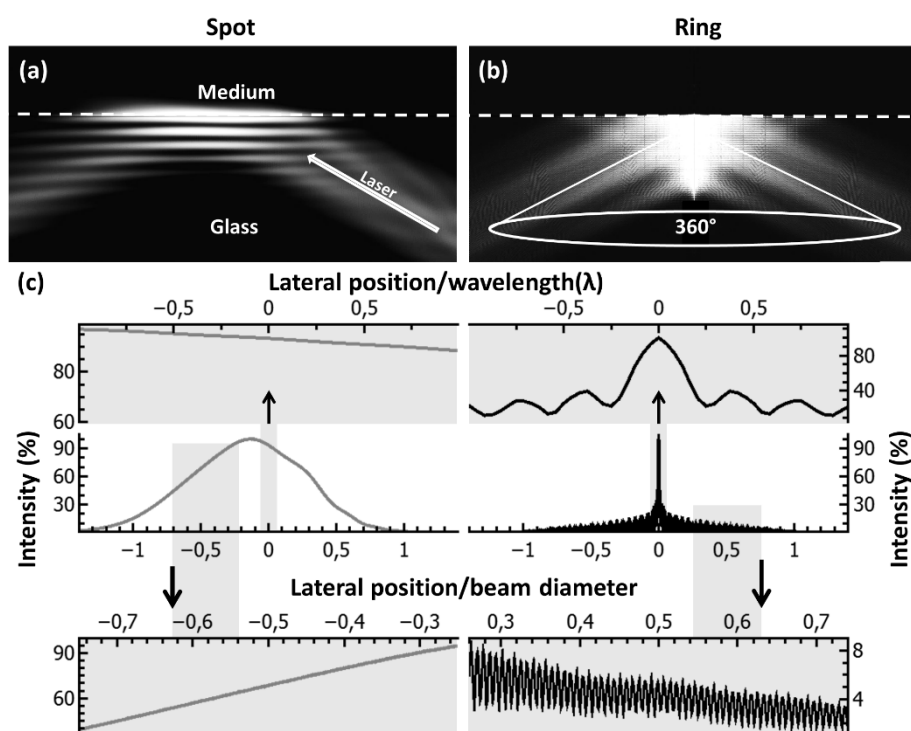 Spot Ring
(a) Medium
Laser
Glass
(b)
360°
(c) Lateral position/wavelength(λ)
−0,5 0 0,5 −0,5 0 0,5
80
60
80
40
Intensity (%)
90
60
30
90
60
30
Intensity (%)
−1 −0,5 0 0,5 1 −1 −0,5 0 0,5 1
Lateral position/beam diameter
−0,7 −0,6 −0,5 −0,4 −0,3 0,3 0,4 0,5 0,6 0,7
90
60
8
4